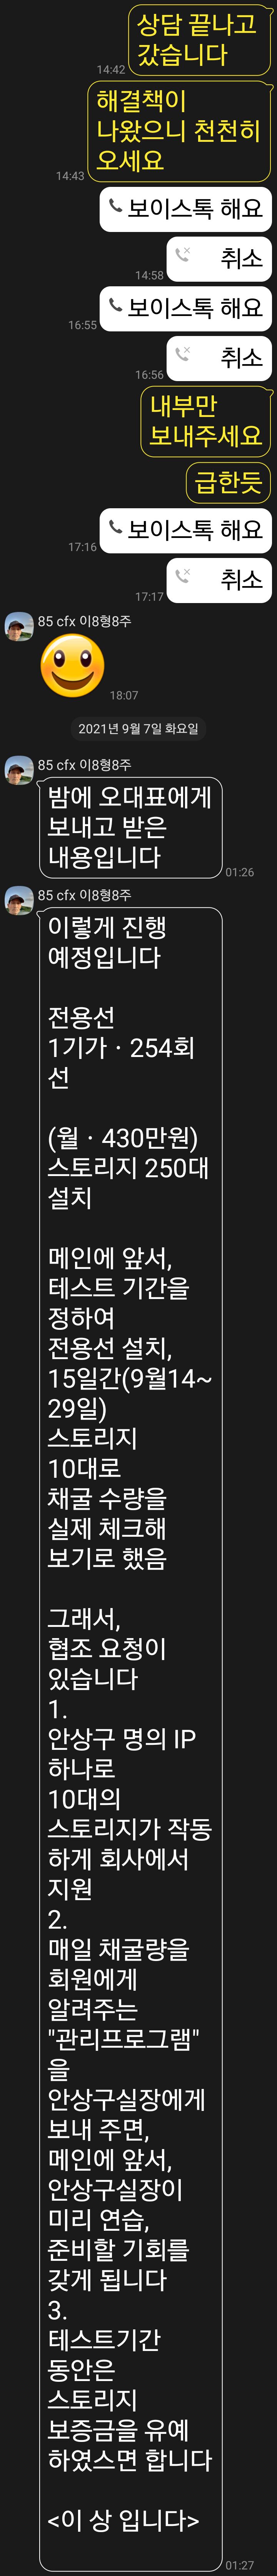 상담 끝나고
갔습니다
14:42
해결책이
나왔으니 천천히
오세요
14:43
보이스톡 해요
취소
14:58
보이스톡 해요
16:55
취소
16:56
내부만
보내주세요
급한듯
보이스톡 해요
17:16
취소
17:17
85 cfx 이8형8주
18:07
2021년 9월 7일 화요일
85 cfx 이8형8주
밤에 오대표에게
보내고 받은
내용입니다
01:26
85 cfx 이8형8주
이렇게 진행
예정입니다
전용선
1기가 · 254회
선
(월 · 430만원)
스토리지 250대
설치
메인에 앞서,
테스트 기간을
정하여
전용선 설치,
15일간(9월14~
29일)
스토리지
10대로
채굴 수량을
실제 체크해
보기로 했음
그래서,
협조 요청이
있습니다
1.
안상구 명의 IP
하나로
10대의
스토리지가 작동
하게 회사에서
지원
2.
매일 채굴량을
회원에게
알려주는
"관리프로그램"
을
안상구실장에게
보내 주면,
메인에 앞서,
안상구실장이
미리 연습,
준비할 기회를
갖게 됩니다
3.
테스트기간
동안은
스토리지
보증금을 유예
하였스면 합니다
<이 상 입니다>
01:27